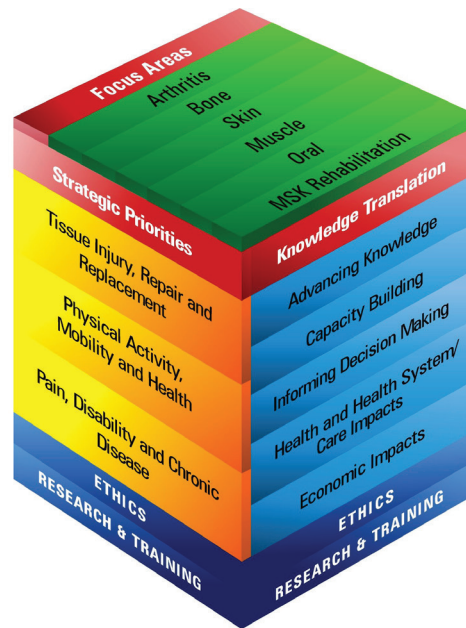 Focus Areas
Arthritis
Bone
Skin
Muscle
Oral
MSK Rehabilitation
Strategic Priorities
Tissue Injury, Repair and
Replacement
Physical Activity,
Mobility and Health
Pain, Disability and Chronic
Disease
ETHICS
RESEARCH & TRAINING
Knowledge Translation
Advancing Knowledge
Capacity Building
Informing Decision Making
Health and Health System/
Care Impacts
Economic Impacts
ETHICS
RESEARCH & TRAINING